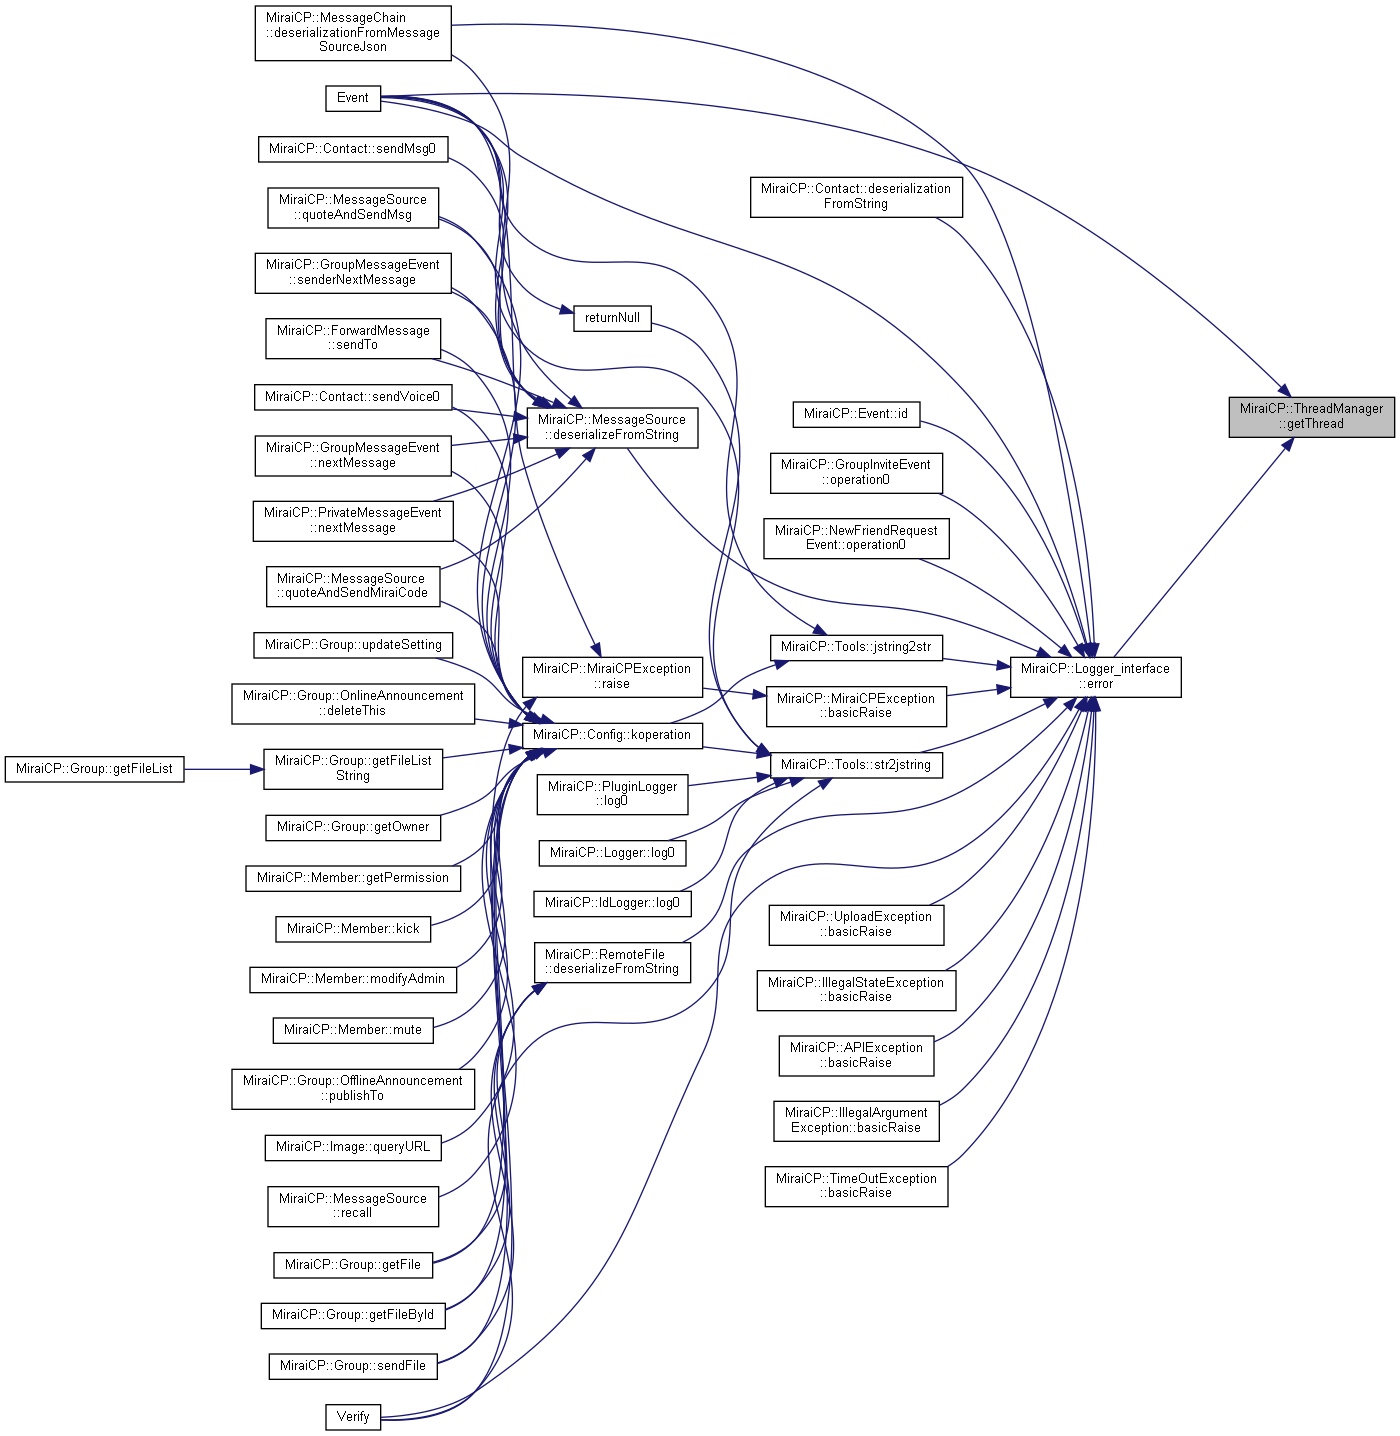 MiraiCP::MessageChain
::deserializationFromMessage
SourceJson
Event
MiraiCP::Contact::sendMsg0
MiraiCP::MessageSource
::quoteAndSendMsg
MiraiCP::GroupMessageEvent
::senderNextMessage
MiraiCP::ForwardMessage
::sendTo
MiraiCP::Contact::sendVoice0
MiraiCP::GroupMessageEvent
::nextMessage
MiraiCP::PrivateMessageEvent
::nextMessage
MiraiCP::MessageSource
::quoteAndSendMiraiCode
MiraiCP::Group::updateSetting
MiraiCP::Group::OnlineAnnouncement
::deleteThis
MiraiCP::Group::getFileList
MiraiCP::Group::getFileList
String
MiraiCP::Group::getOwner
MiraiCP::Member::getPermission
MiraiCP::Member::kick
MiraiCP::Member::modifyAdmin
MiraiCP::Member::mute
MiraiCP::Group::OfflineAnnouncement
::publishTo
MiraiCP::Image::queryURL
MiraiCP::MessageSource
::recall
MiraiCP::Group::getFile
MiraiCP::Group::getFileById
MiraiCP::Group::sendFile
Verify
returnNull
MiraiCP::MessageSource
::deserializeFromString
MiraiCP::MiraiCPException
::raise
MiraiCP::Config::koperation
MiraiCP::PluginLogger
::log0
MiraiCP::Logger::log0
MiraiCP::IdLogger::log0
MiraiCP::RemoteFile
::deserializeFromString
MiraiCP::Contact::deserialization
FromString
MiraiCP::Event::id
MiraiCP::GroupInviteEvent
::operation0
MiraiCP::NewFriendRequest
Event::operation0
MiraiCP::Tools::jstring2str
MiraiCP::MiraiCPException
::basicRaise
MiraiCP::Tools::str2jstring
MiraiCP::UploadException
::basicRaise
MiraiCP::IllegalStateException
::basicRaise
MiraiCP::APIException
::basicRaise
MiraiCP::IllegalArgument
Exception::basicRaise
MiraiCP::TimeOutException
::basicRaise
MiraiCP::Logger_interface
::error
MiraiCP::ThreadManager
::getThread